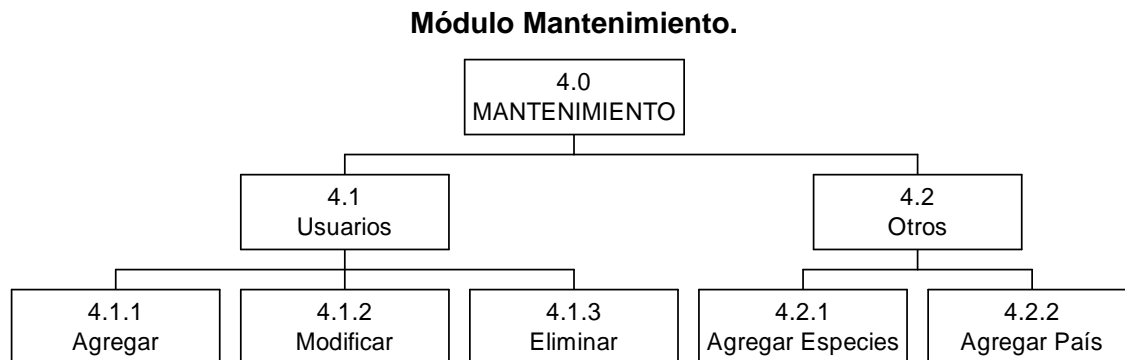 Módulo Mantenimiento.
4.0
MANTENIMIENTO
4.1
Usuarios
4.2
Otros
4.1.1
Agregar
4.1.2
Modificar
4.1.3
Eliminar
4.2.1
Agregar Especies
4.2.2
Agregar País